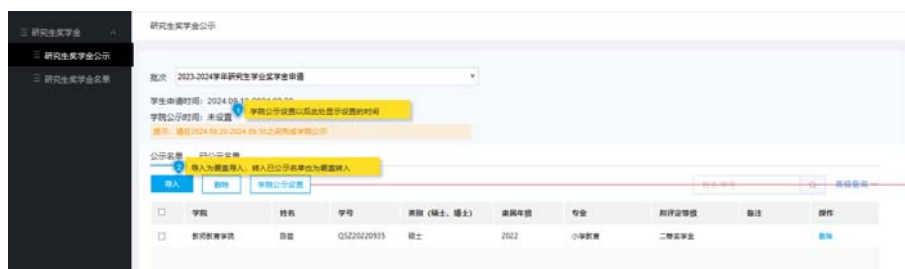 研究生奖学金
研究生奖学金公示
研究生奖学金名单
研究生奖学金公示
批次 2023-2024学年研究生学业奖学金申请
学生申请时间：2024.09.1
学院公示时间：未设置
1 学院公示设置以后此处显示设置的时间
提示：请在2024.09.20-2024.09.30之间完成学院公示
公示名单 已公示名单
2 导入为覆盖导入，转入已公示名单也为覆盖转入
导入 删除 学院公示设置 姓名/学号 高级查询
学院 姓名 学号 类别（硕士、博士） 隶属年级 专业 拟评定等级 备注 操作
教师教育学院 QSZ20220935 硕士 2022 小学教育 二等奖学金 删除